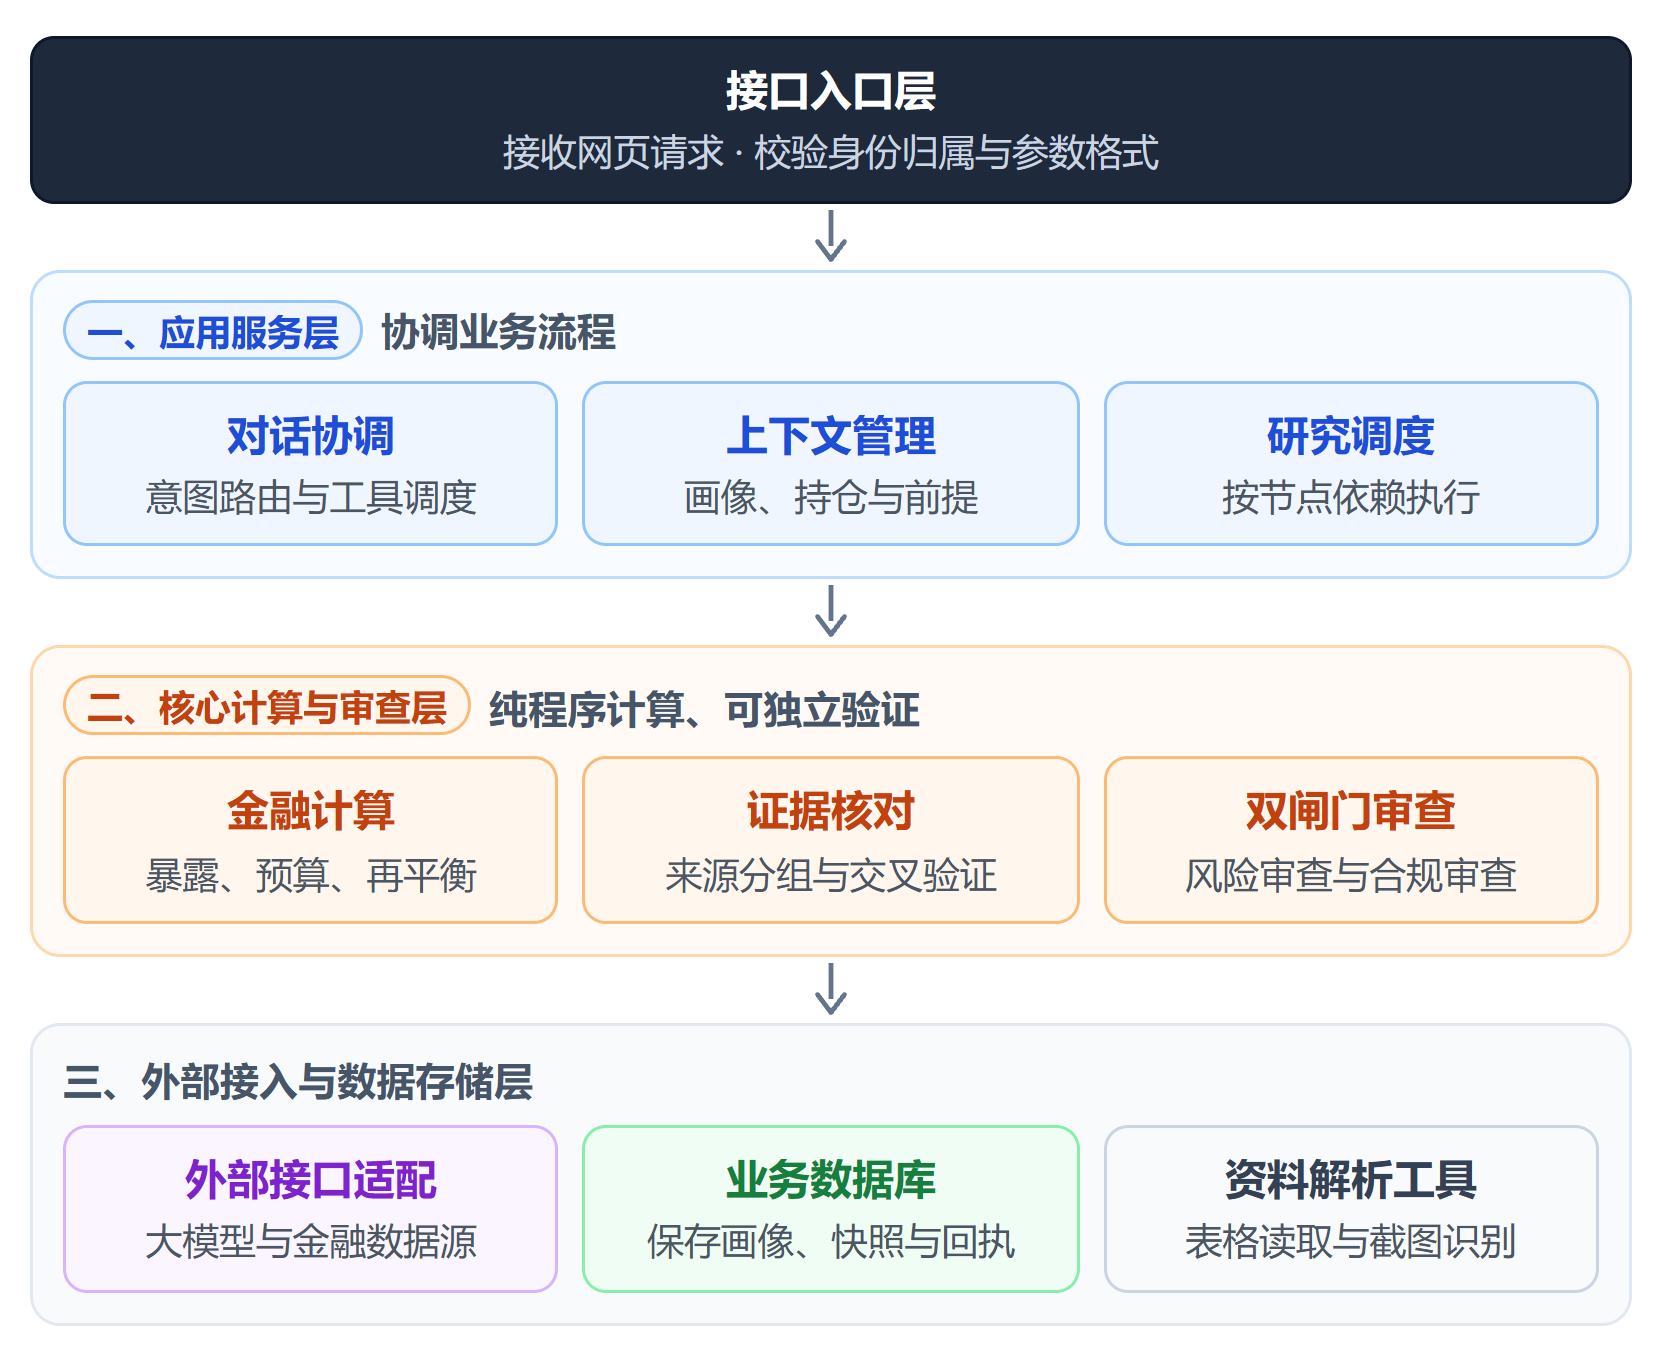 接口入口层
接收网页请求 · 校验身份归属与参数格式
一、应用服务层 协调业务流程
对话协调
意图路由与工具调度
上下文管理
画像、持仓与前提
研究调度
按节点依赖执行
二、核心计算与审查层 纯程序计算、可独立验证
金融计算
暴露、预算、再平衡
证据核对
来源分组与交叉验证
双闸门审查
风险审查与合规审查
三、外部接入与数据存储层
外部接口适配
大模型与金融数据源
业务数据库
保存画像、快照与回执
资料解析工具
表格读取与截图识别